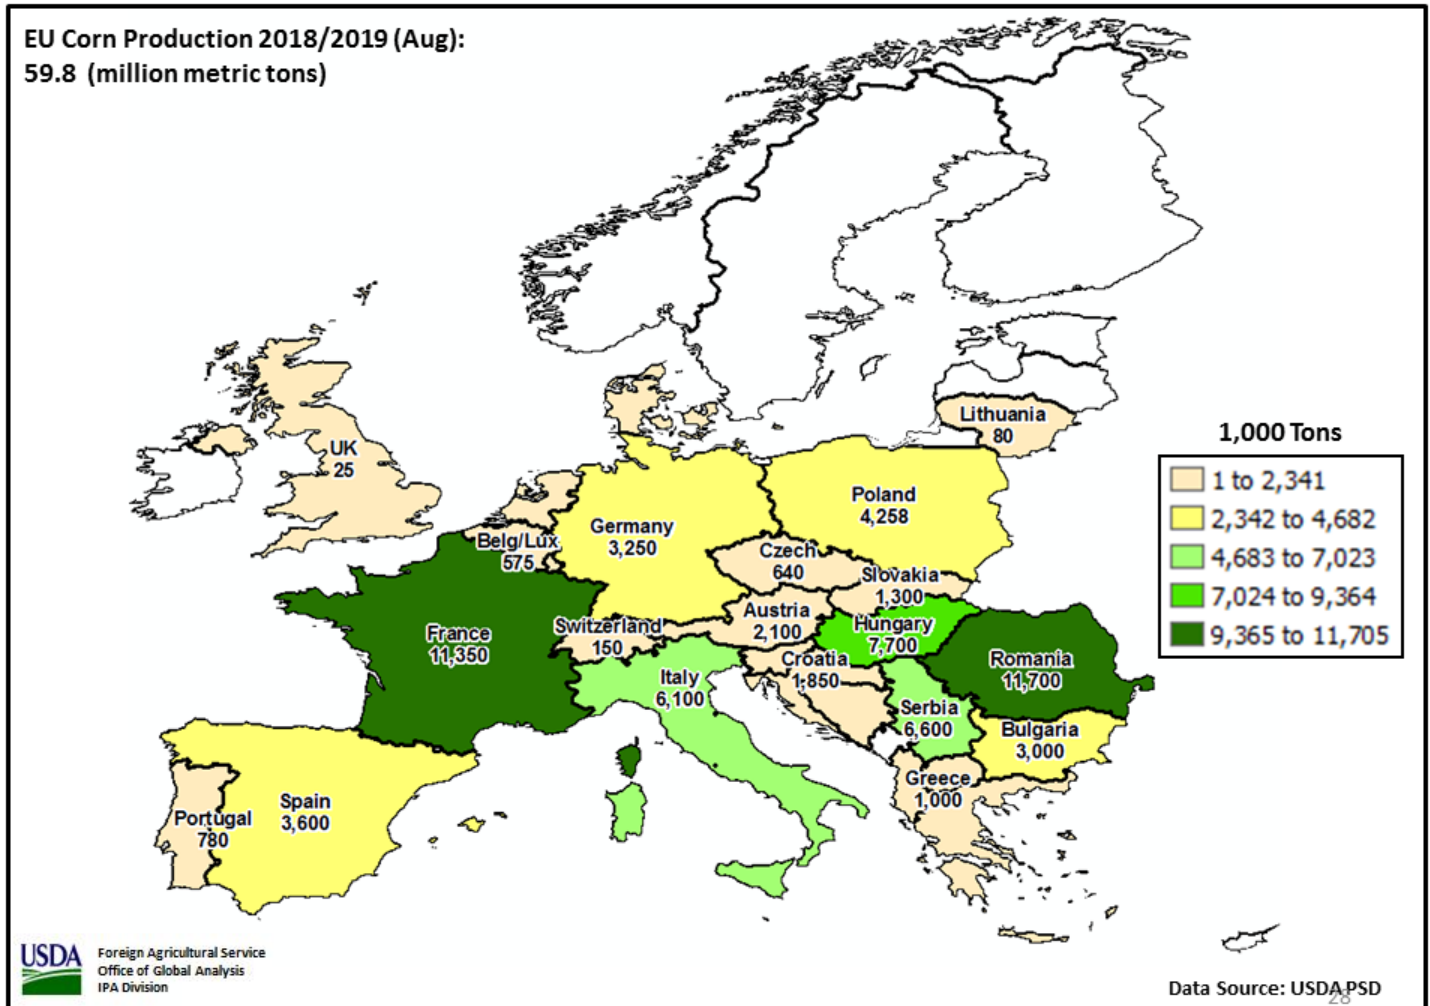 EU Corn Production 2018/2019 (Aug):
59.8 (million metric tons)
Lithuania
80
UK
25
1,000 Tons
1 to 2,341
2,342 to 4,682
4,683 to 7,023
7,024 to 9,364
9,365 to 11,705
Poland
4,258
Germany
3,250
Belg/Lux
575
Czech
640
Slovakia
1,300
Austria
2,100
Hungary
7,700
Switzerland
150
France
11,350
Croatia
1,850
Romania
11,700
Italy
6,100
Serbia
6,600
Bulgaria
3,000
Greece
1,000
Spain
3,600
Portugal
780
USDA
Foreign Agricultural Service
Office of Global Analysis
IPA Division
Data Source: USDA PSD
28